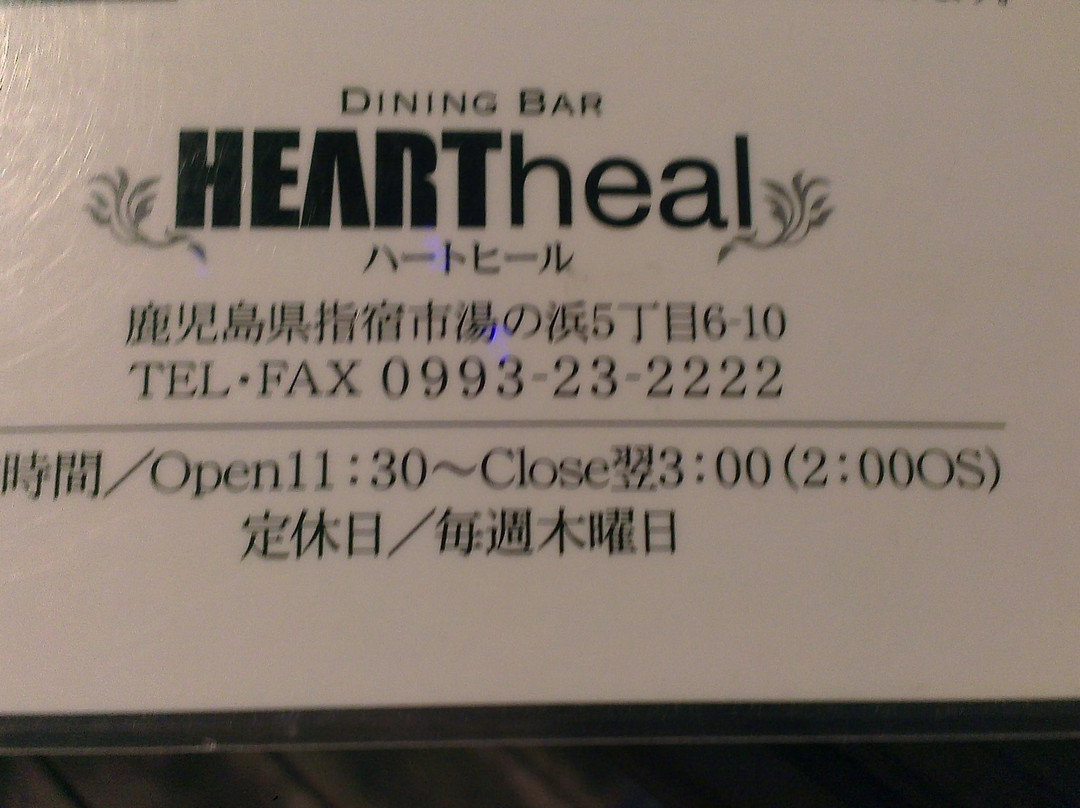 DINING BAR
HEARTheal
ハートヒール
鹿児島県指宿市湯の浜5丁目6-10
TEL・FAX 0993-23-2222
時間／Open11：30～Close翌3：00（2：00OS）
定休日／毎週木曜日